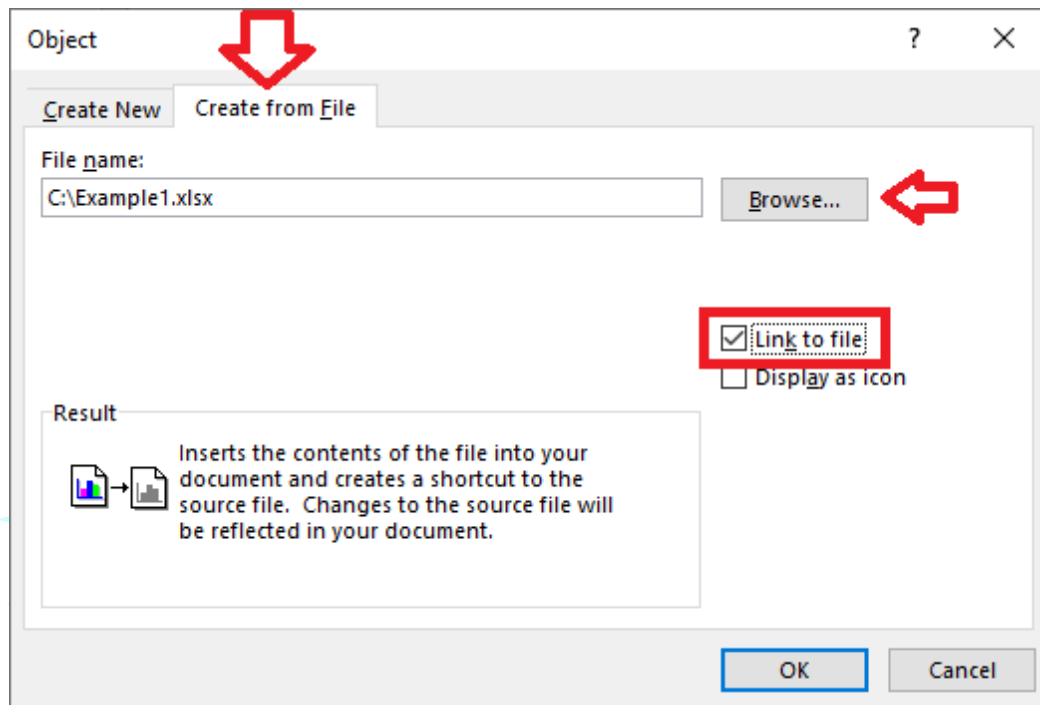 Object
?
Create New
Create from File
File name:
C:\Example1.xlsx
Browse...
Link to file
Display as icon
Result
Inserts the contents of the file into your
document and creates a shortcut to the
source file.  Changes to the source file will
be reflected in your document.
OK
Cancel